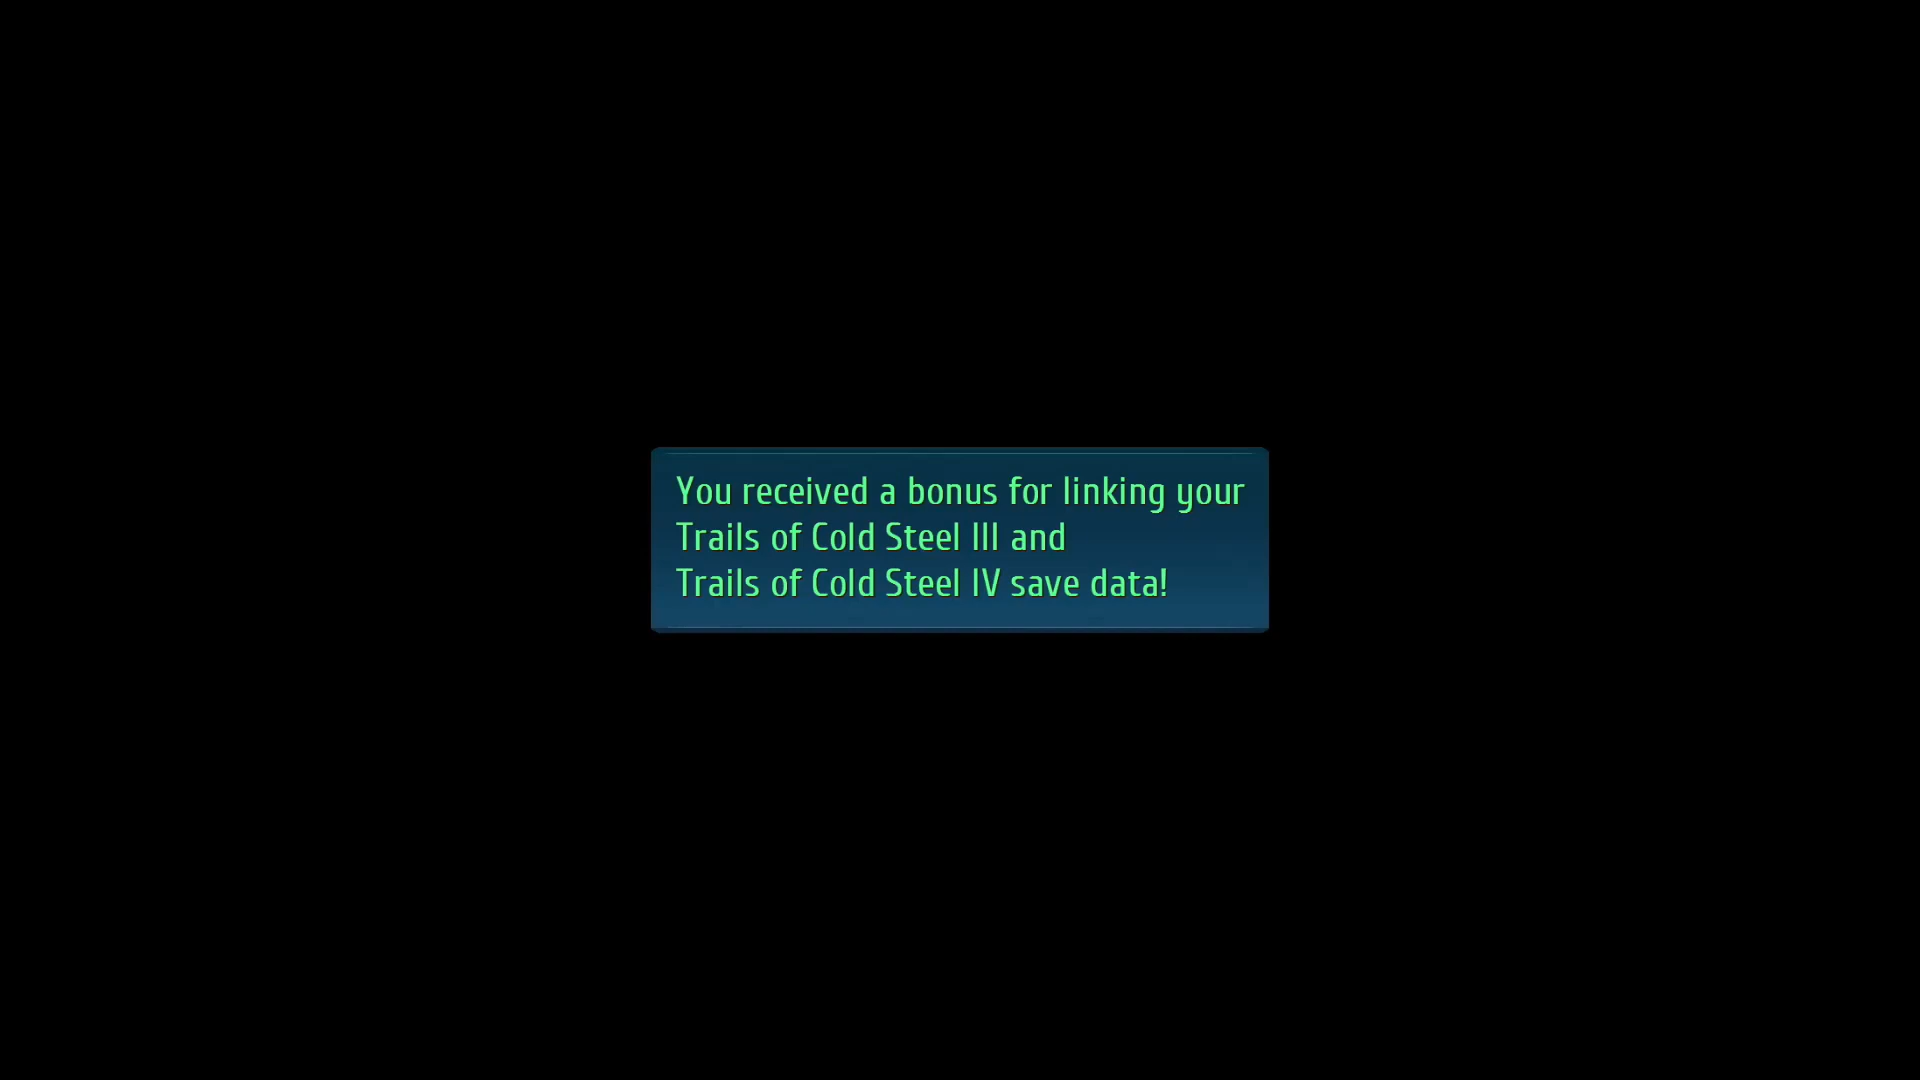 You received a bonus for linking your
Trails of Cold Steel III and
Trails of Cold Steel IV save data!